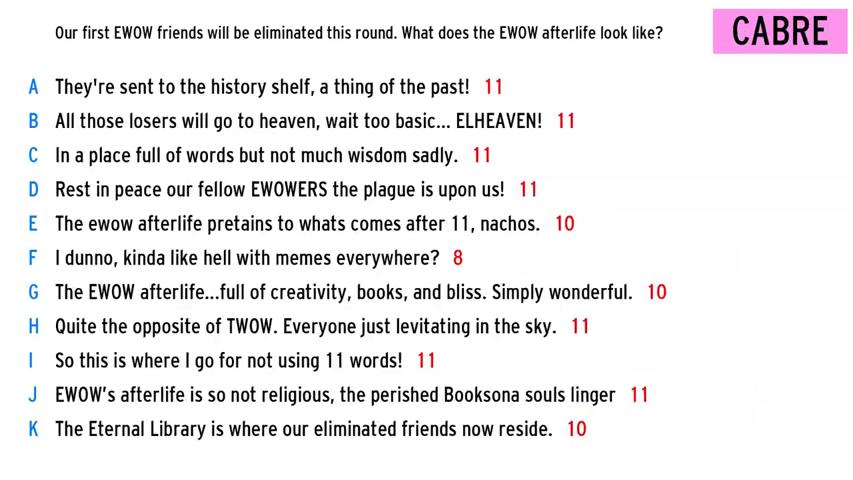 Our first EWOW friends will be eliminated this round. What does the EWOW afterlife look like?
CABRE
A They're sent to the history shelf, a thing of the past! 11
B All those losers will go to heaven, wait too basic... ELHEAVEN! 11
C In a place full of words but not much wisdom sadly. 11
D Rest in peace our fellow EWOWERS the plague is upon us! 11
E The ewow afterlife pretains to whats comes after 11, nachos. 10
F I dunno, kinda like hell with memes everywhere? 8
G The EWOW afterlife...full of creativity, books, and bliss. Simply wonderful. 10
H Quite the opposite of TWOW. Everyone just levitating in the sky. 11
I So this is where I go for not using 11 words! 11
J EWOW's afterlife is so not religious, the perished Booksona souls linger 11
K The Eternal Library is where our eliminated friends now reside. 10